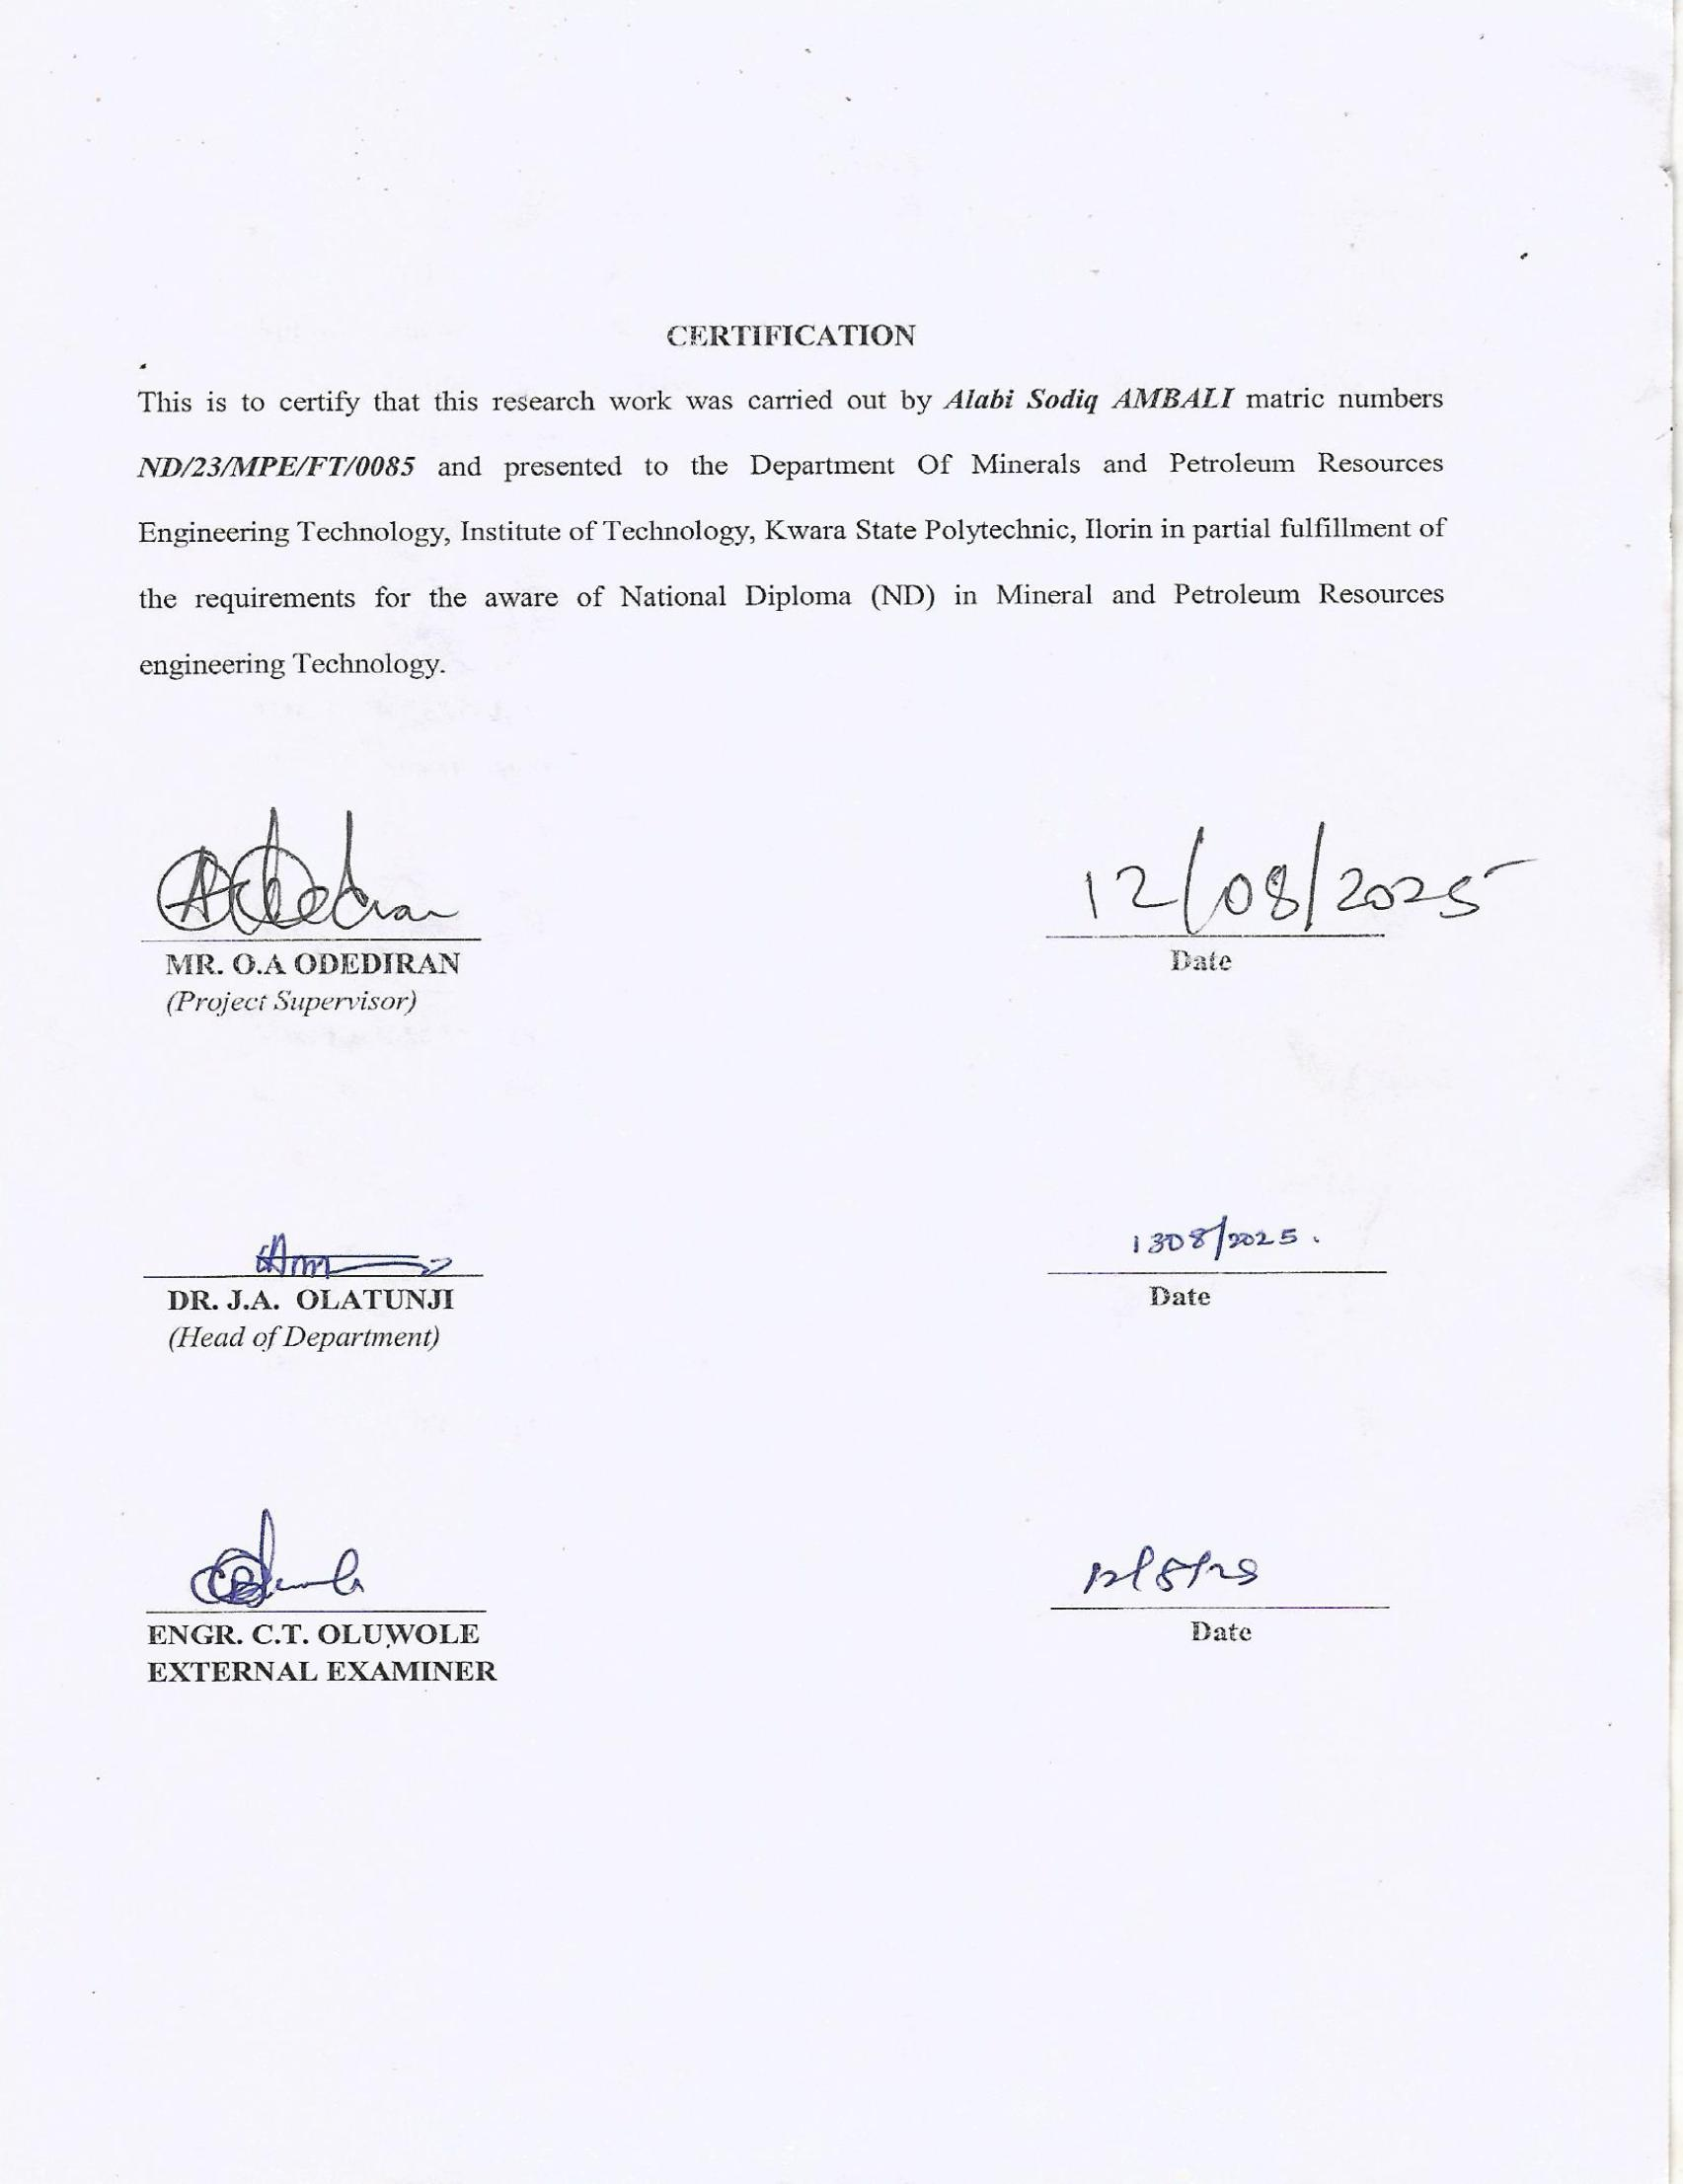 CERTIFICATION
This is to certify that this research work was carried out by Alabi Sodiq AMBALI matric numbers
ND/23/MPE/FT/0085 and presented to the Department Of Minerals and Petroleum Resources
Engineering Technology, Institute of Technology, Kwara State Polytechnic, Ilorin in partial fulfillment of
the requirements for the aware of National Diploma (ND) in Mineral and Petroleum Resources
engineering Technology.
12/08/2025
MR. O.A ODEDIRAN Date
(Project Supervisor)
1308/2025.
DR. J.A. OLATUNJI Date
(Head of Department)
ENGR. C.T. OLUWOLE Date
EXTERNAL EXAMINER